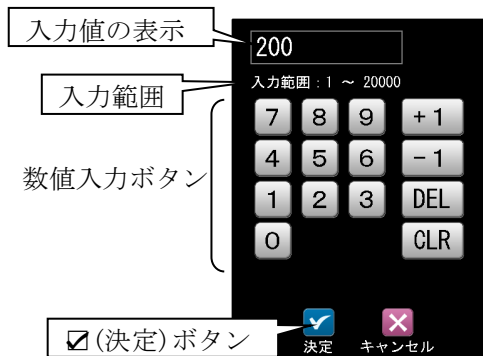 入力値の表示
200
入力範囲
入力範囲：1 ～ 20000
7 8 9 +1
4 5 6 -1
数値入力ボタン
1 2 3 DEL
0 CLR
☑(決定)ボタン
決定 キャンセル